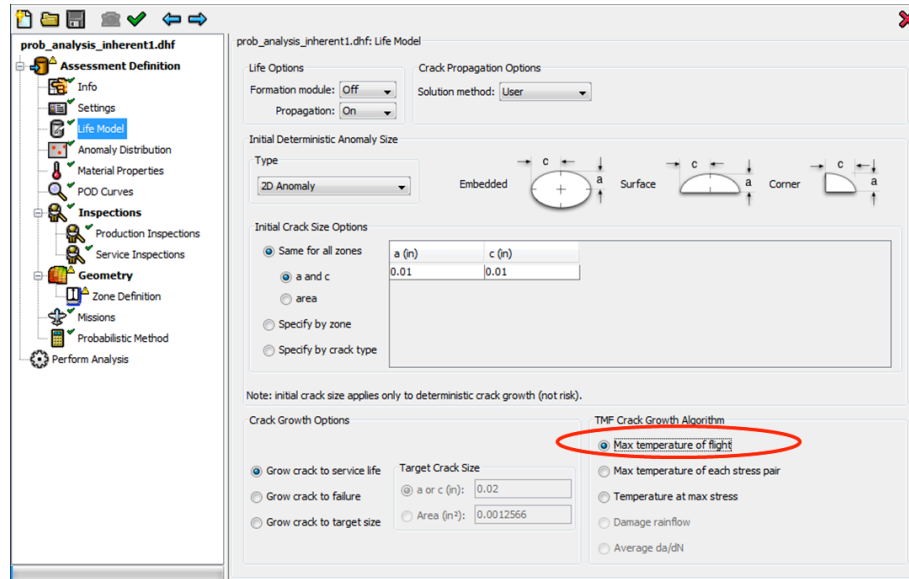 prob_analysis_inherent1.dhf
Assessment Definition
Info
Settings
Life Model
Anomaly Distribution
Material Properties
POD Curves
Inspections
Production Inspections
Service Inspections
Geometry
Zone Definition
Missions
Probabilistic Method
Perform Analysis
prob_analysis_inherent1.dhf: Life Model
Life Options
Formation module: Off
Propagation: On
Crack Propagation Options
Solution method: User
Initial Deterministic Anomaly Size
Type
2D Anomaly
Embedded
c
a
Surface
c
a
Corner
c
a
Initial Crack Size Options
Same for all zones
a and c
area
Specify by zone
Specify by crack type
a (in) c (in)
0.01 0.01
Note: initial crack size applies only to deterministic crack growth (not risk).
Crack Growth Options
Grow crack to service life
Grow crack to failure
Grow crack to target size
Target Crack Size
a or c (in): 0.02
Area (in²): 0.0012566
TMF Crack Growth Algorithm
Max temperature of flight
Max temperature of each stress pair
Temperature at max stress
Damage rainflow
Average da/dN